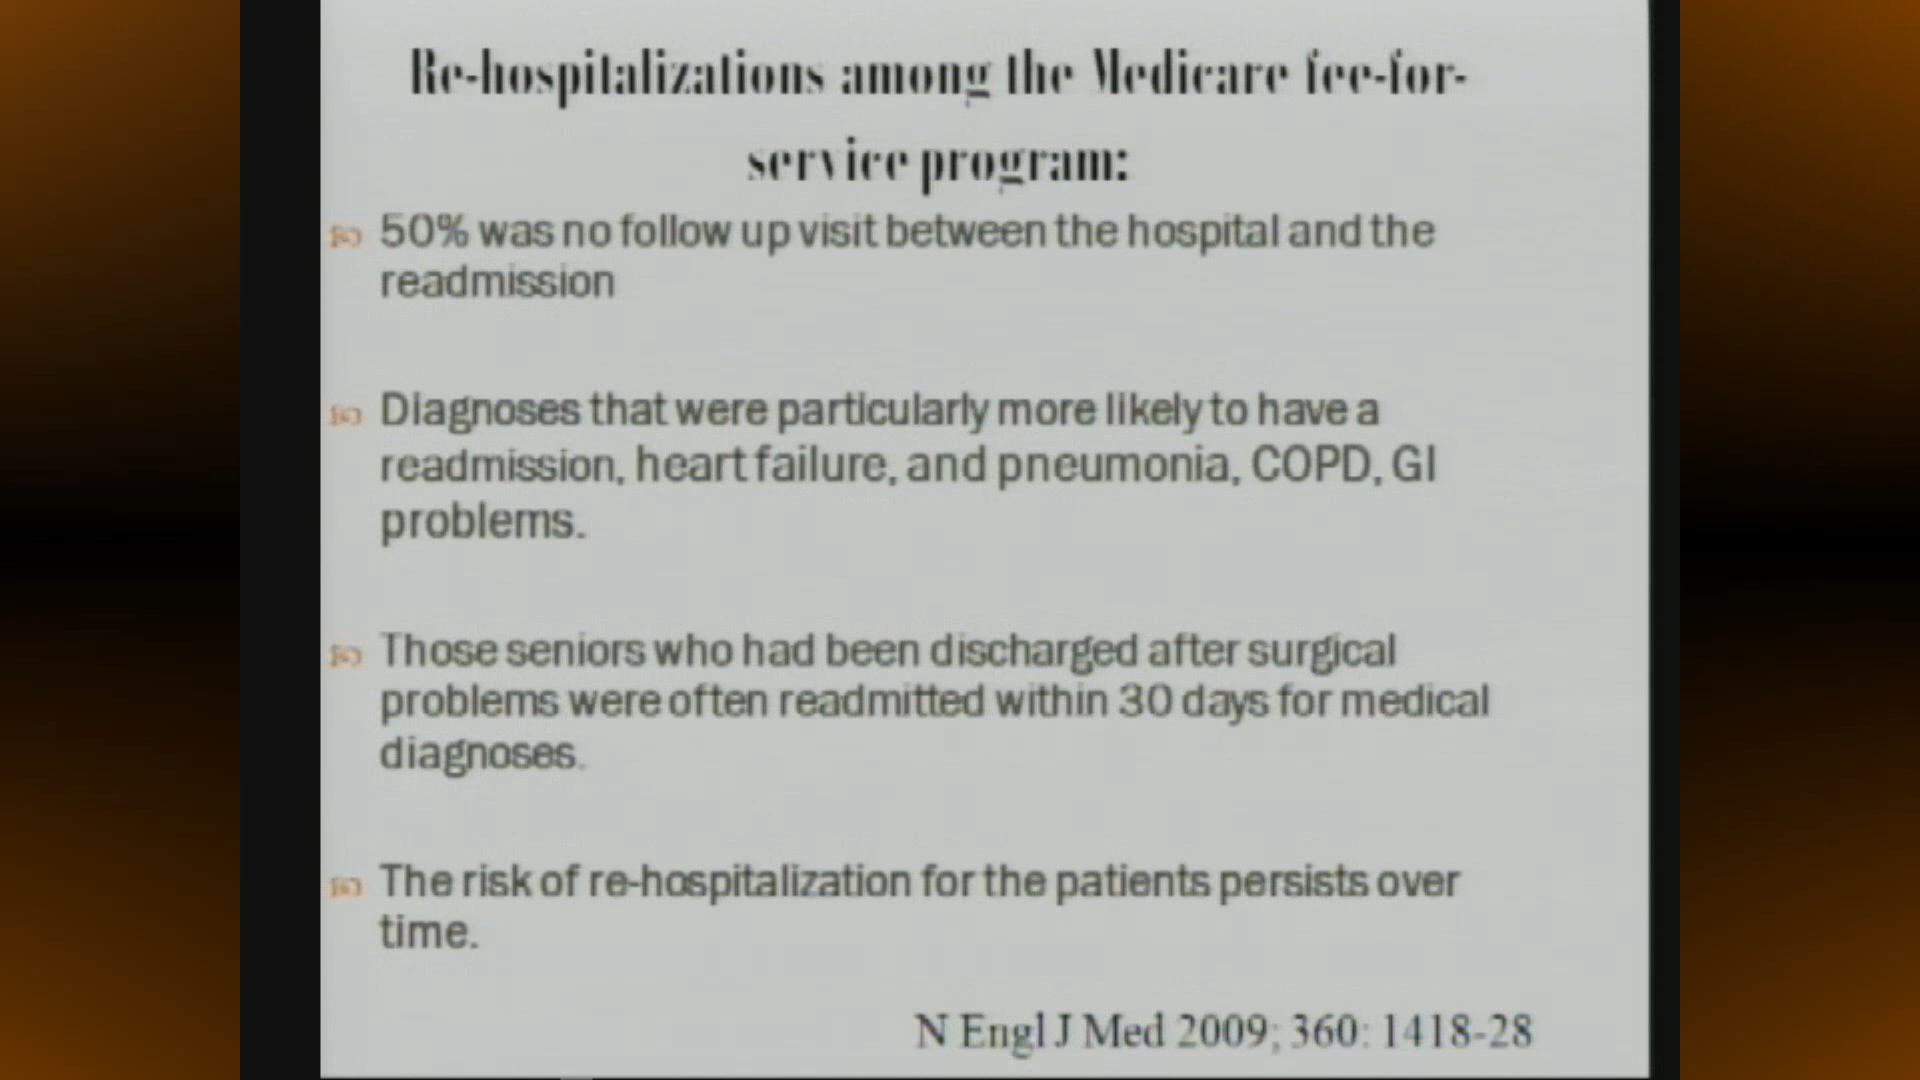 Re-hospitalizations among the Medicare fee-for-
service program:
50% was no follow up visit between the hospital and the
readmission
Diagnoses that were particularly more likely to have a
readmission, heart failure, and pneumonia, COPD, GI
problems.
Those seniors who had been discharged after surgical
problems were often readmitted within 30 days for medical
diagnoses.
The risk of re-hospitalization for the patients persists over
time.
N Engl J Med 2009; 360: 1418-28